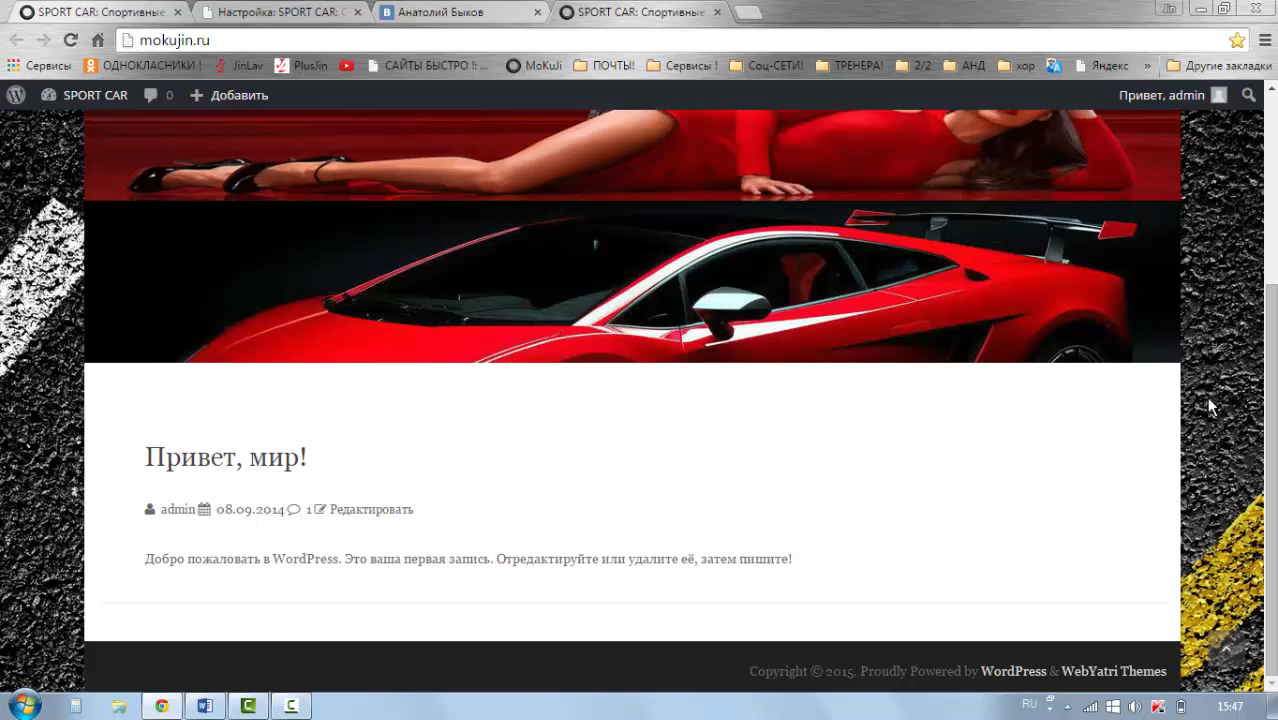 SPORT CAR: Спортивные
Настройка: SPORT CAR: С
Анатолий Быков
SPORT CAR: Спортивные
Jin
mokujin.ru
Сервисы
ОДНОКЛАСНИКИ !
JinLav
PlusJin
САЙТЫ БЫСТРО !: ...
MoKuJi
ПОЧТЫ!
Сервисы !
Соц-СЕТИ!
ТРЕНЕРА!
2/2
АНД
хор
Яндекс
»
Другие закладки
SPORT CAR
0
Добавить
Привет, admin
Привет, мир!
admin 08.09.2014 1 Редактировать
Добро пожаловать в WordPress. Это ваша первая запись. Отредактируйте или удалите её, затем пишите!
Copyright © 2015. Proudly Powered by WordPress & WebYatri Themes
RU
15:47